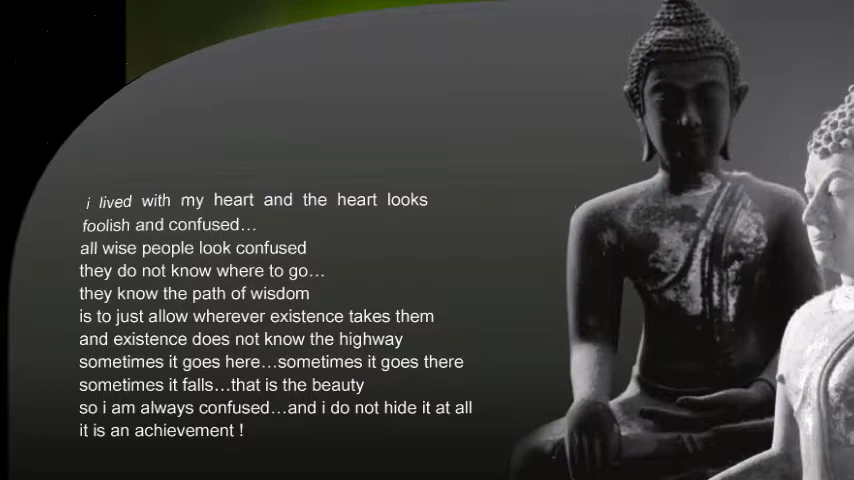 i lived with my heart and the heart looks
foolish and confused…
all wise people look confused
they do not know where to go…
they know the path of wisdom
is to just allow wherever existence takes them
and existence does not know the highway
sometimes it goes here…sometimes it goes there
sometimes it falls…that is the beauty
so i am always confused…and i do not hide it at all
it is an achievement !